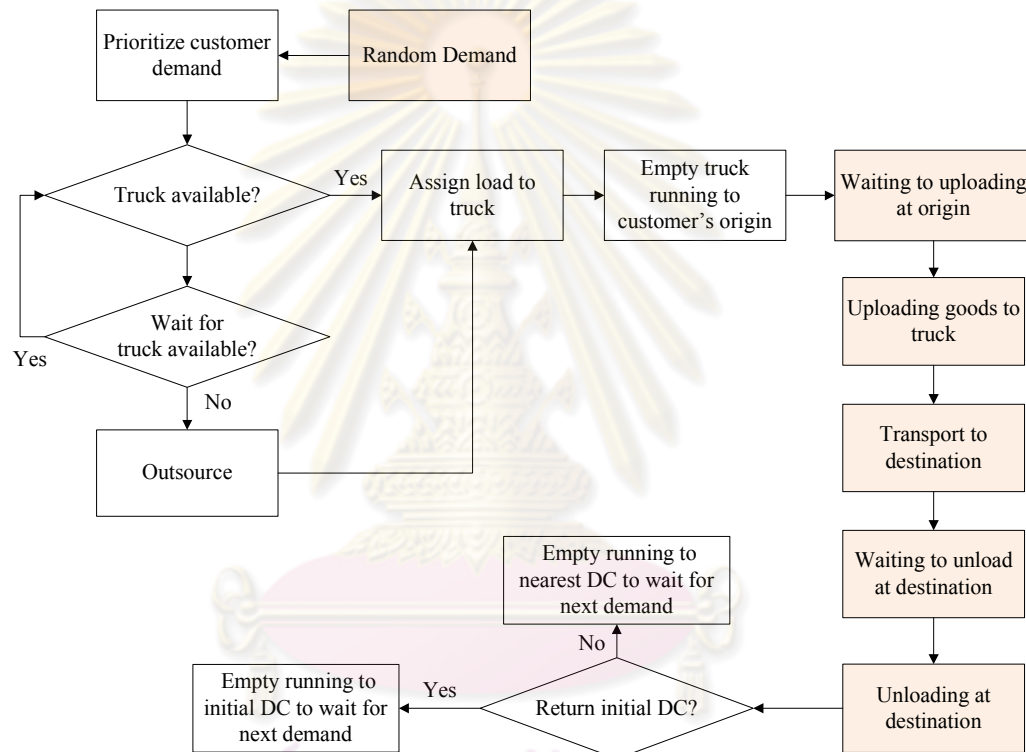 Prioritize customer
demand
Random Demand
Truck available?
Yes
Assign load to
truck
Empty truck
running to
customer’s origin
Waiting to uploading
at origin
Wait for
truck available?
Yes
No
Uploading goods to
truck
Outsource
Transport to
destination
Waiting to unload
at destination
Empty running to
nearest DC to wait for
next demand
No
Empty running to
initial DC to wait for
next demand
Yes
Return initial DC?
Unloading at
destination